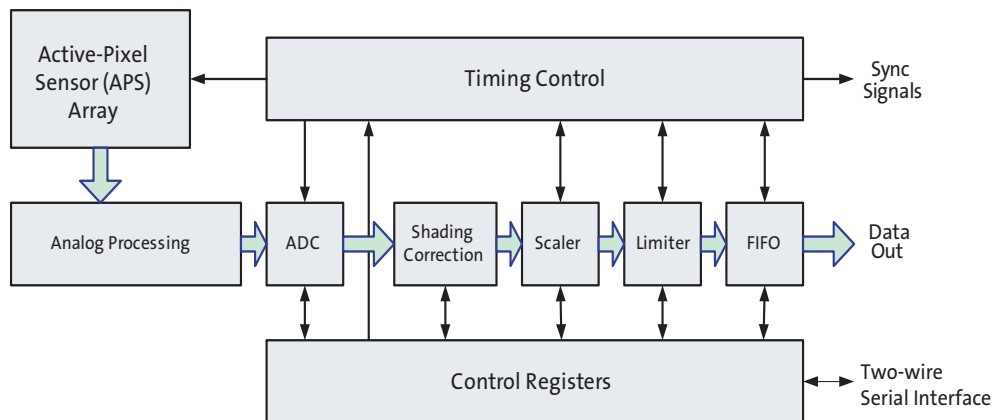 Active-Pixel
Sensor (APS)
Array
Timing Control
Sync
Signals
Analog Processing
ADC
Shading
Correction
Scaler
Limiter
FIFO
Data
Out
Control Registers
Two-wire
Serial Interface